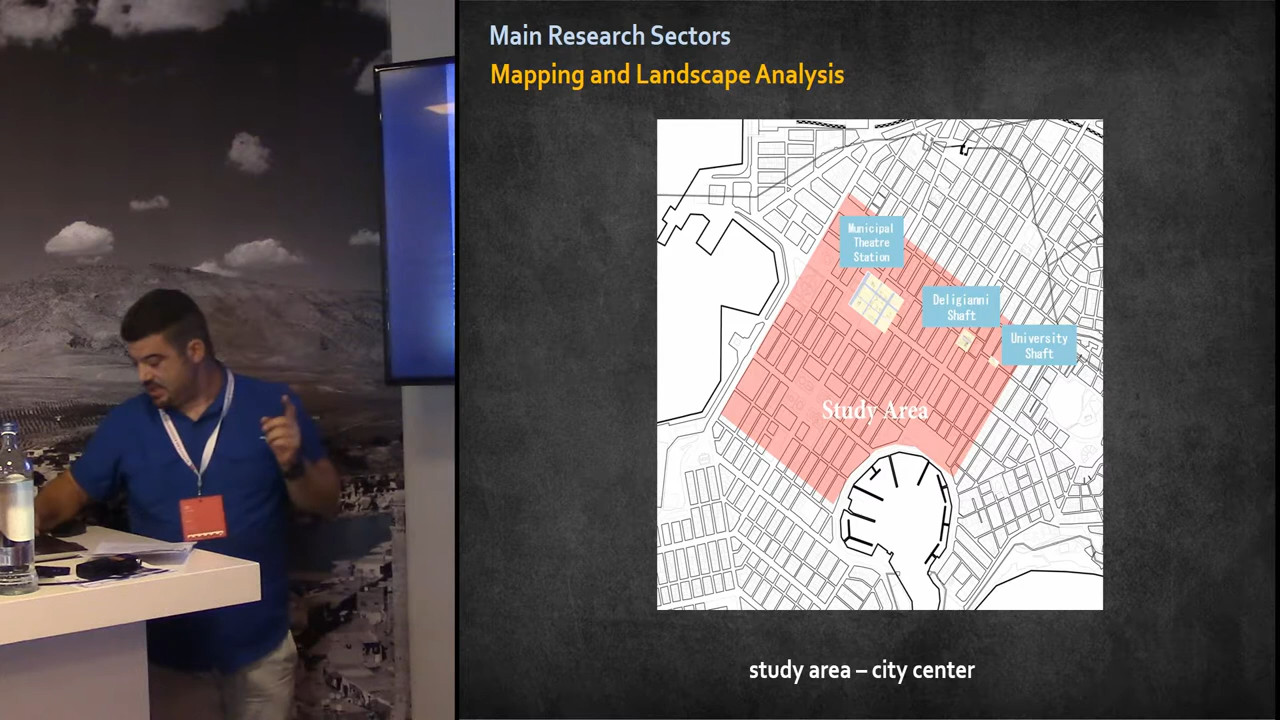 Main Research Sectors
Mapping and Landscape Analysis
Municipal
Theatre
Station
Deligianni
Shaft
University
Shaft
Study Area
study area – city center